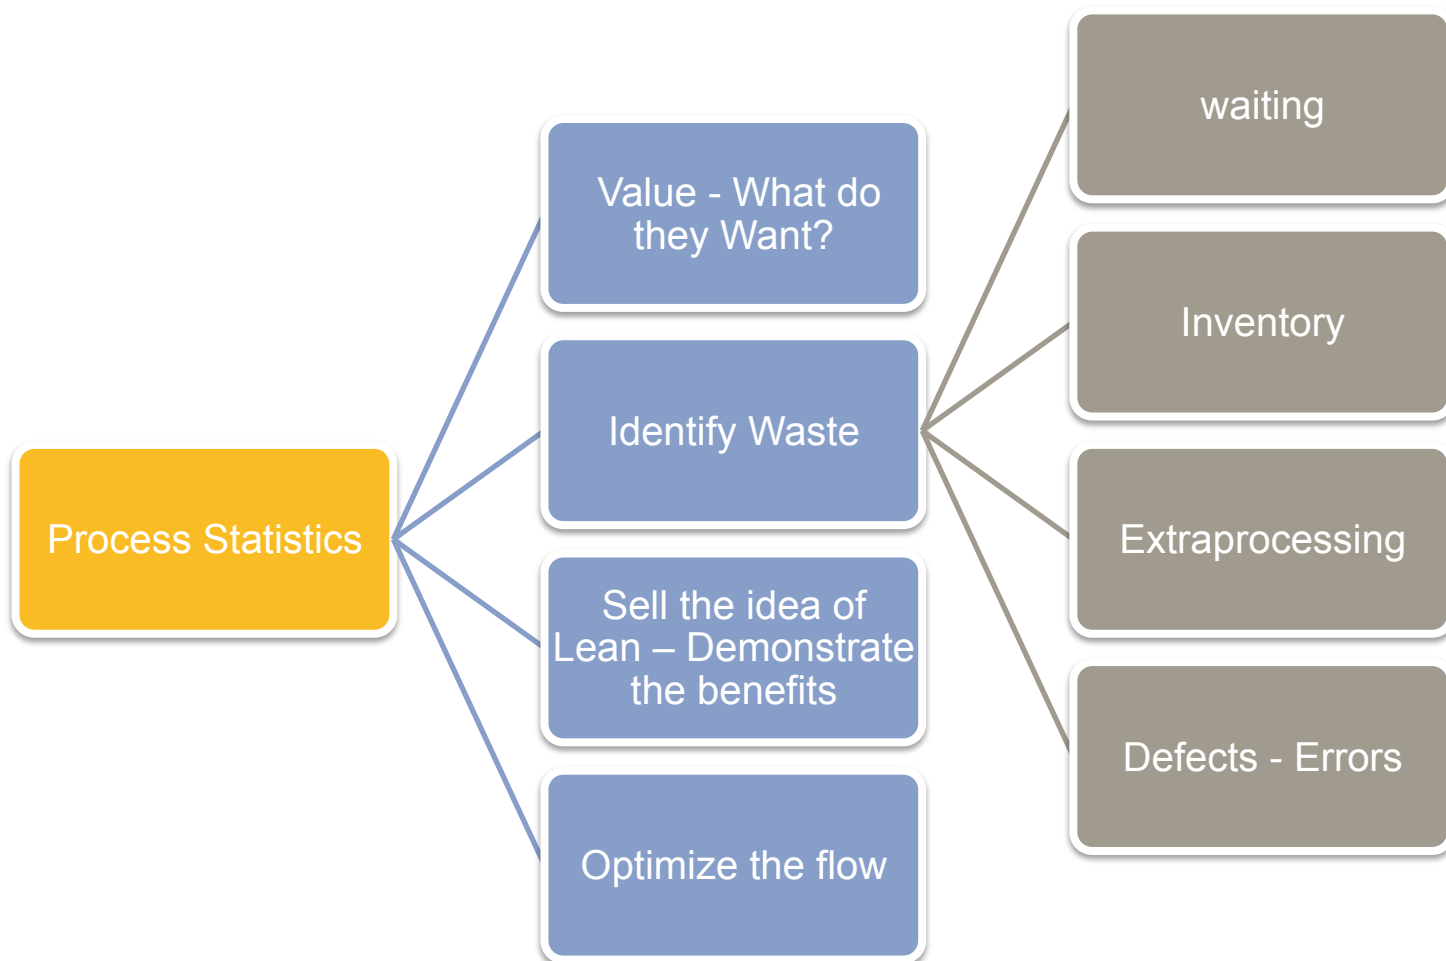 Process Statistics
Value - What do
they Want?
Identify Waste
Sell the idea of
Lean – Demonstrate
the benefits
Optimize the flow
waiting
Inventory
Extraprocessing
Defects - Errors